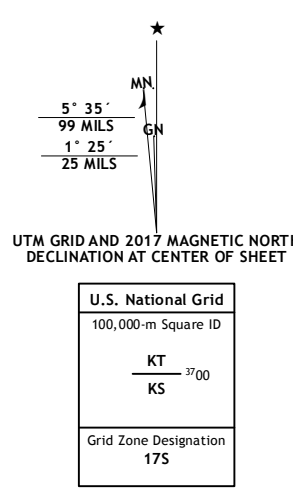 ★
MN
5° 35´
99 MILS
GN
1° 25´
25 MILS
UTM GRID AND 2017 MAGNETIC NORT
DECLINATION AT CENTER OF SHEET
U.S. National Grid
100,000-m Square ID
KT
3700
KS
Grid Zone Designation
17S